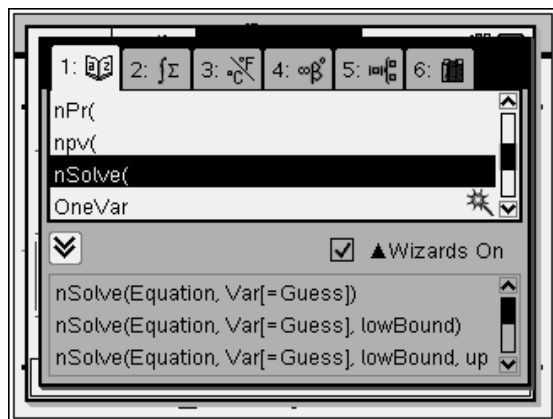 1: 2: ∫Σ 3: °C°F 4: ∞β° 5: 6:
nPr(
npv(
nSolve(
OneVar
▲Wizards On
nSolve(Equation, Var[=Guess])
nSolve(Equation, Var[=Guess], lowBound)
nSolve(Equation, Var[=Guess], lowBound, up